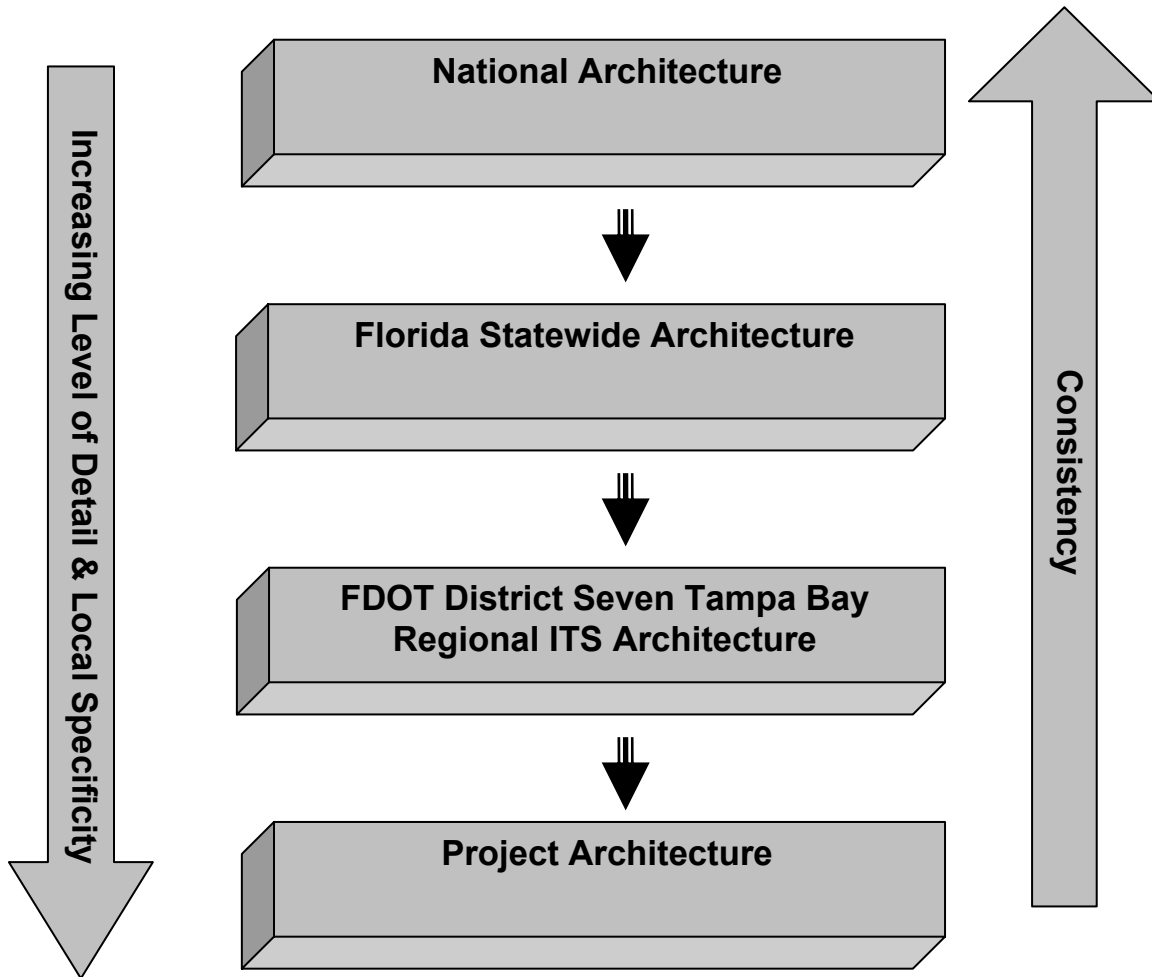 National Architecture
Increasing Level of Detail & Local Specificity
Florida Statewide Architecture
Consistency
FDOT District Seven Tampa Bay
Regional ITS Architecture
Project Architecture